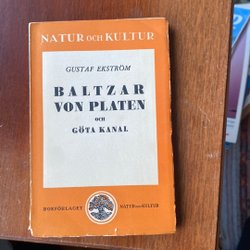 NATUR OCH KULTUR
GUSTAF EKSTRÖM
BALTZAR
VON PLATEN
OCH
GÖTA KANAL
BOKFÖRLAGET NATUR OCH KULTUR